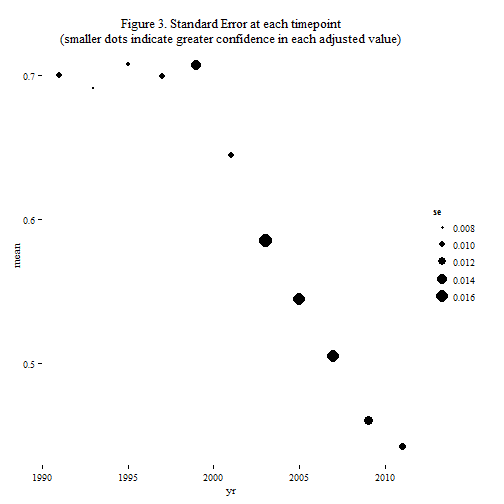 Figure 3. Standard Error at each timepoint
(smaller dots indicate greater confidence in each adjusted value)
0.7
0.6
0.5
mean
1990 1995 2000 2005 2010
yr
se
0.008
0.010
0.012
0.014
0.016